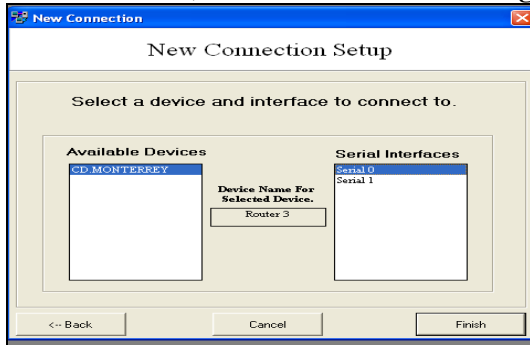 New Connection
New Connection Setup
Select a device and interface to connect to.
Available Devices
CD.MONTERREY
Device Name For
Selected Device.
Router 3
Serial Interfaces
Serial 0
Serial 1
<-- Back
Cancel
Finish